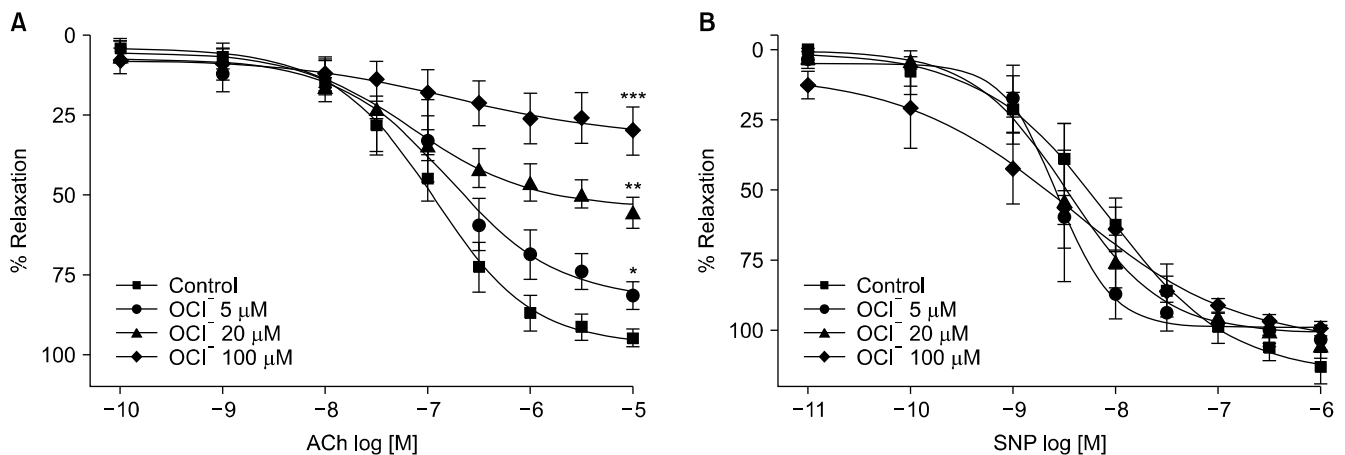 A
0
25
50
75
100
% Relaxation
***
**
*
Control
OCl⁻ 5 μM
OCl⁻ 20 μM
OCl⁻ 100 μM
−10 −9 −8 −7 −6 −5
ACh log [M]
B
0
25
50
75
100
% Relaxation
Control
OCl⁻ 5 μM
OCl⁻ 20 μM
OCl⁻ 100 μM
−11 −10 −9 −8 −7 −6
SNP log [M]